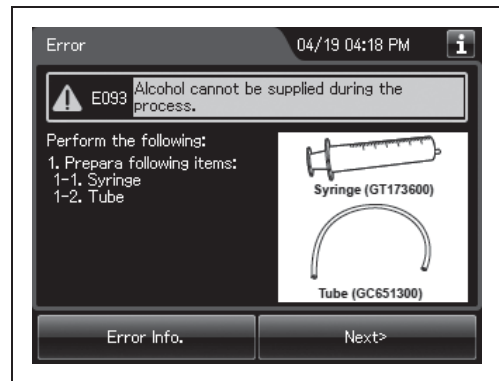 Error
04/19 04:18 PM
i
E093
Alcohol cannot be supplied during the
process.
Perform the following:
1. Prepara following items:
1-1. Syringe
1-2. Tube
Syringe (GT173600)
Tube (GC651300)
Error Info.
Next>